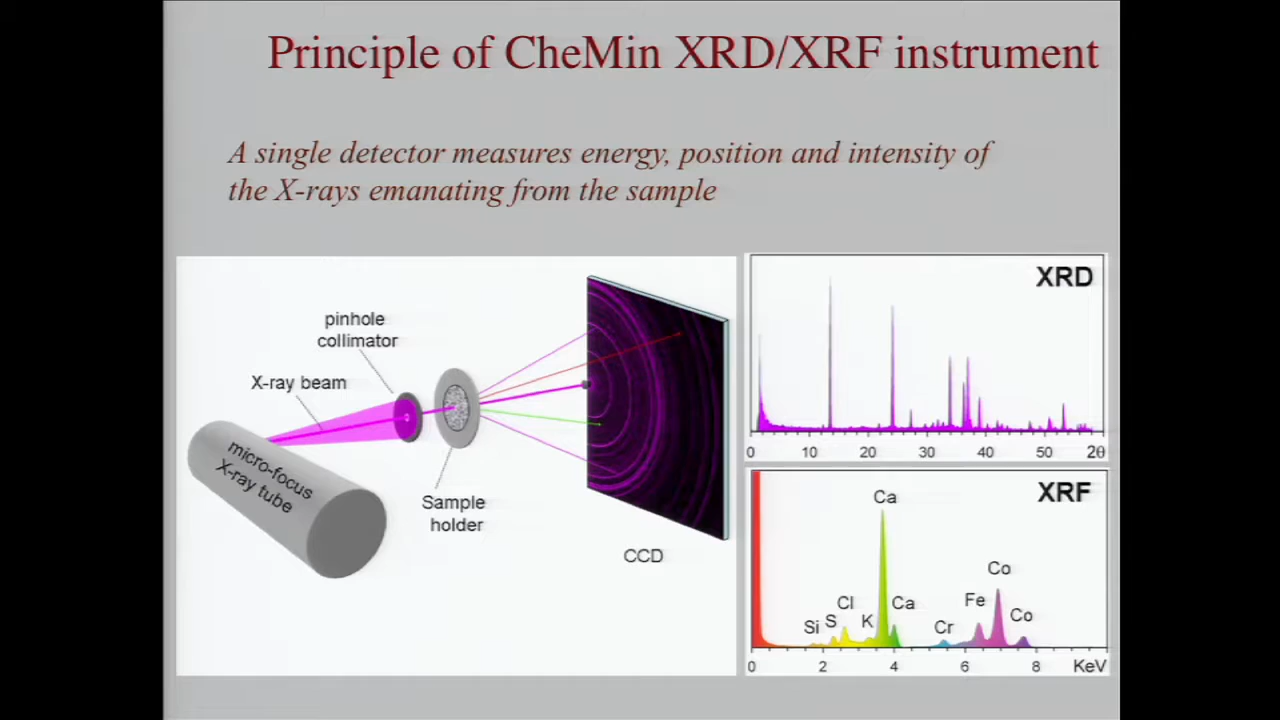 Principle of CheMin XRD/XRF instrument
A single detector measures energy, position and intensity of
the X-rays emanating from the sample
pinhole
collimator
X-ray beam
micro-focus
X-ray tube
Sample
holder
CCD
XRD
0 10 20 30 40 50 2θ
XRF
Ca
Co
Cl
Ca
Fe
Si
S
K
Cr
Co
0 2 4 6 8 KeV